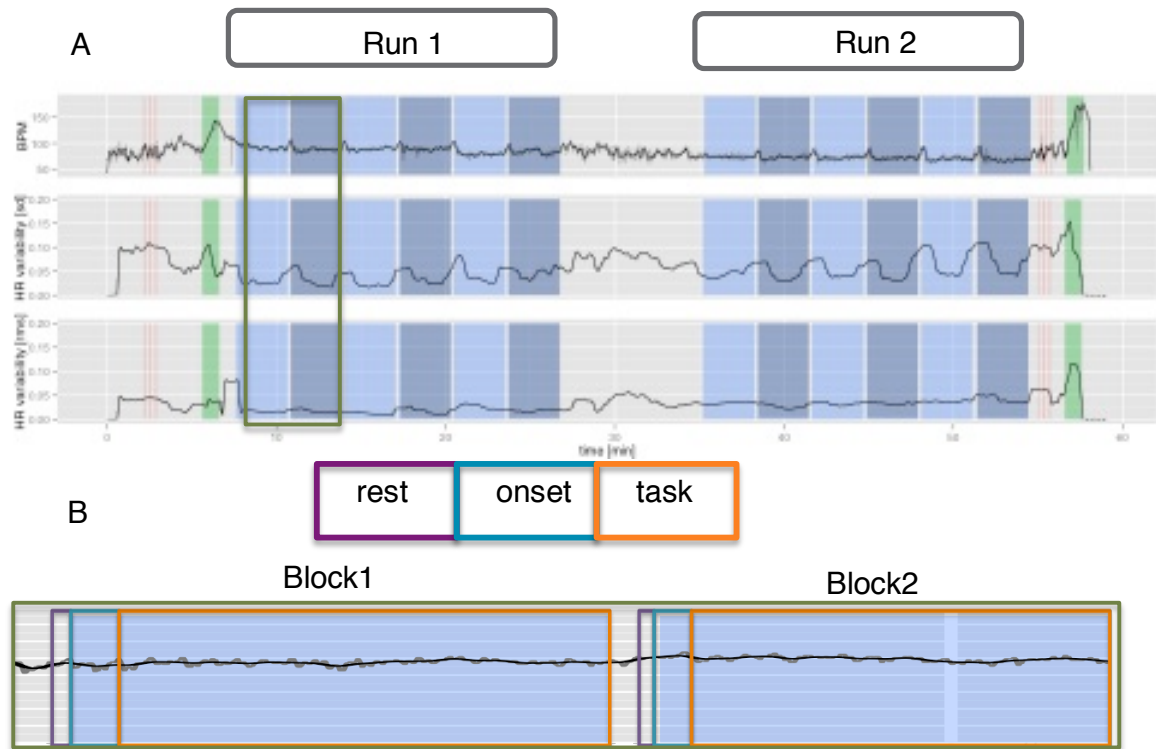 A
Run 1
Run 2
BPM
150
100
50
HR variability [sd]
0.20
0.15
0.10
0.05
0.00
HR variability [rms]
0.20
0.15
0.10
0.05
0.00
0 10 20 30 40 50 60
time [min]
rest onset task
B
Block1
Block2